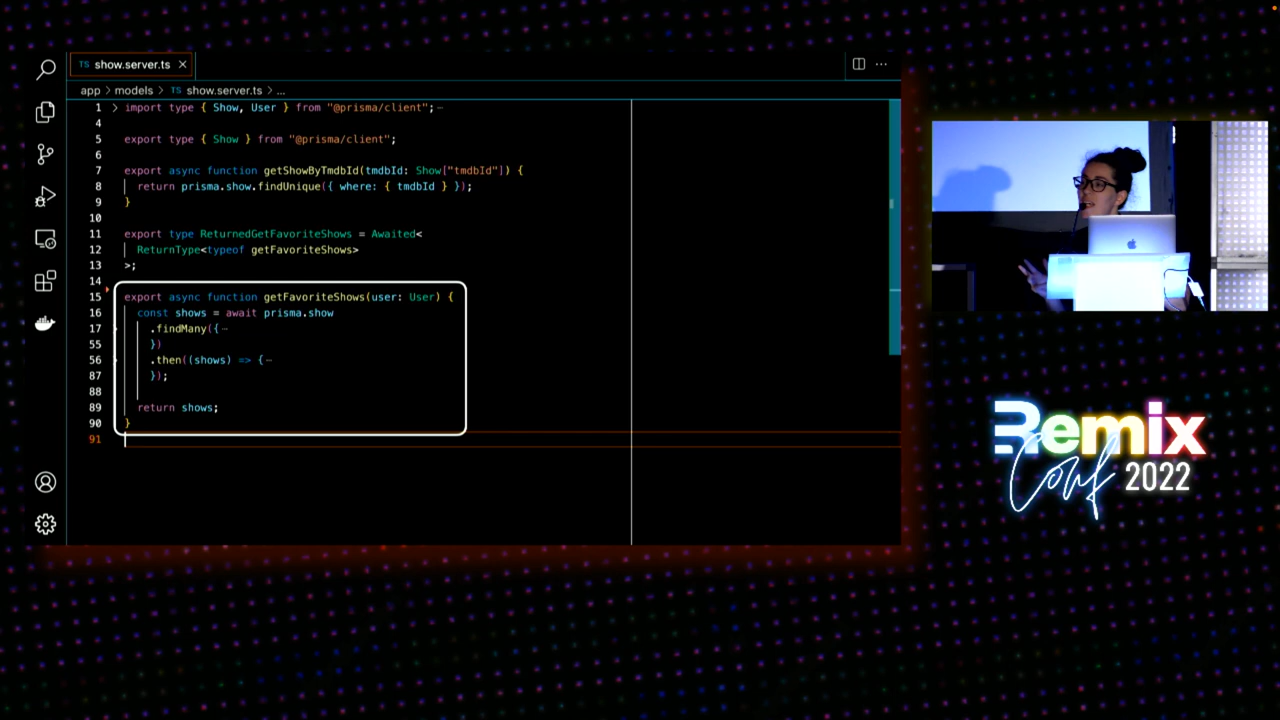 TS show.server.ts ×
app > models > TS show.server.ts > ...
1 > import type { Show, User } from "@prisma/client";
4
5 export type { Show } from "@prisma/client";
6
7 export async function getShowByTmdbId(tmdbId: Show["tmdbId"]) {
8 return prisma.show.findUnique({ where: { tmdbId } });
9 }
10
11 export type ReturnedGetFavoriteShows = Awaited<
12 ReturnType<typeof getFavoriteShows>
13 >;
14
15 export async function getFavoriteShows(user: User) {
16 const shows = await prisma.show
17 .findMany({
55 })
56 .then((shows) => {
87 });
88
89 return shows;
90 }
91
Remix
Conf 2022